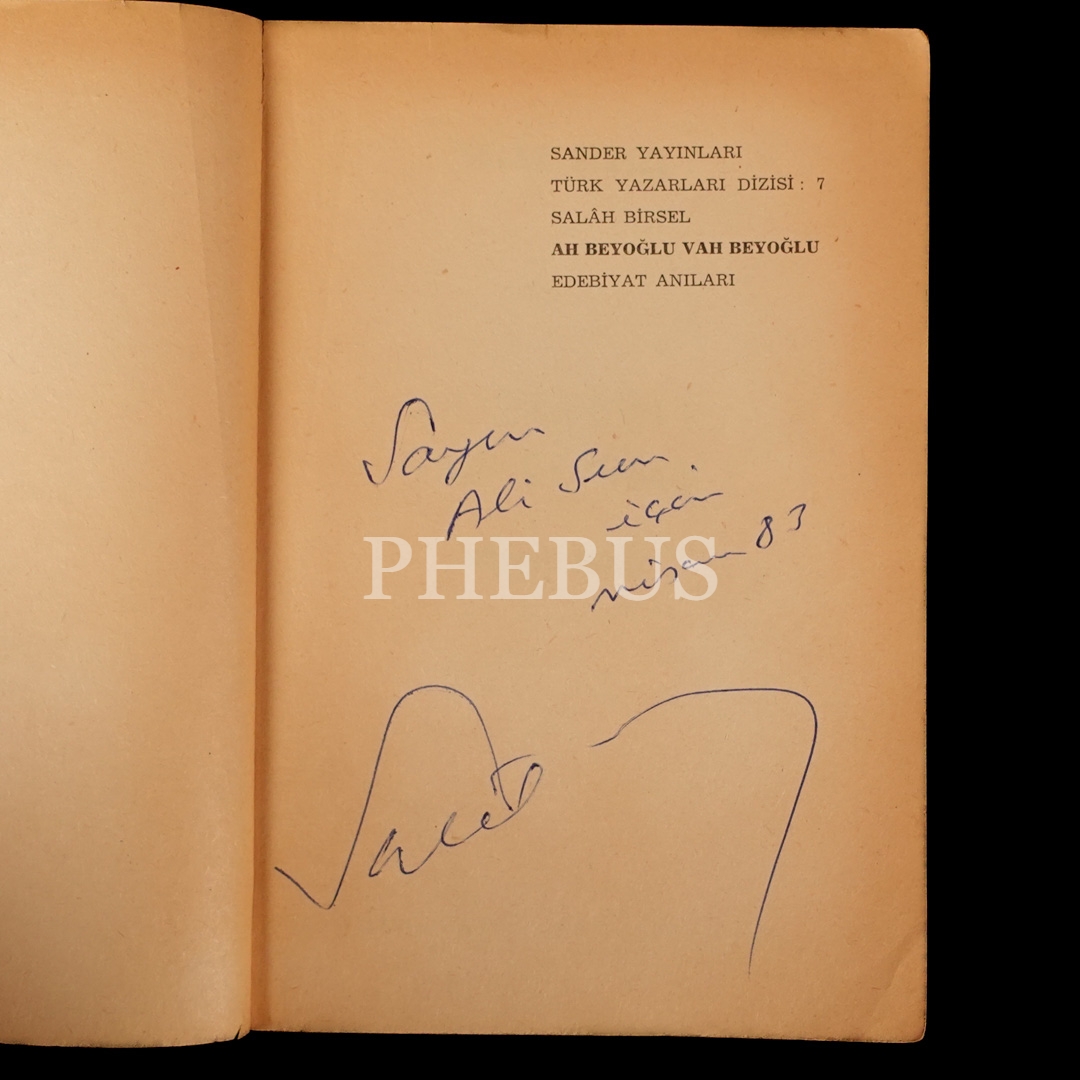 SANDER YAYINLARI
TÜRK YAZARLARI DİZİSİ : 7
SALÂH BİRSEL
AH BEYOĞLU VAH BEYOĞLU
EDEBİYAT ANILARI
Sayın
Ali
için
nisan 83
PHEBUS